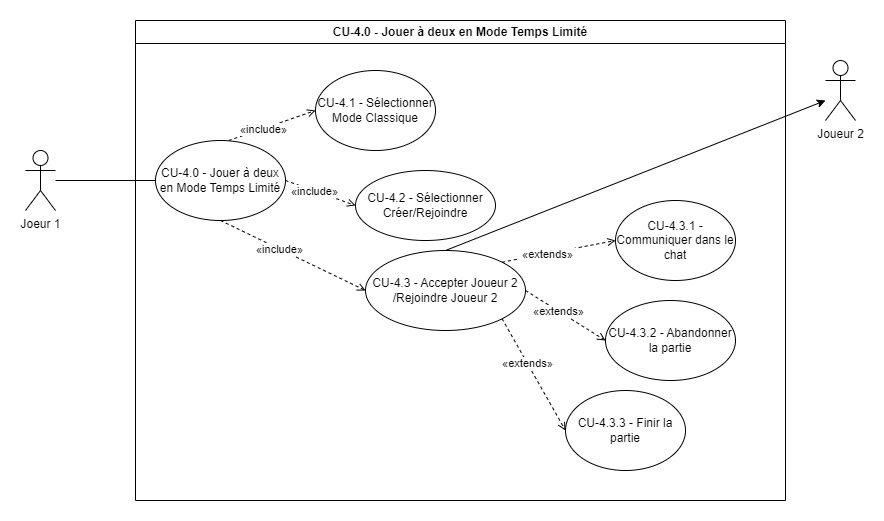 CU-4.0 - Jouer à deux en Mode Temps Limité
CU-4.1 - Sélectionner
Mode Classique
«include»
Joueur 2
CU-4.0 - Jouer à deux
en Mode Temps Limité
«include»
CU-4.2 - Sélectionner
Créer/Rejoindre
Joeur 1
CU-4.3.1 -
Communiquer dans le
chat
«include»
«extends»
CU-4.3 - Accepter Joueur 2
/Rejoindre Joueur 2
«extends»
CU-4.3.2 - Abandonner
la partie
«extends»
CU-4.3.3 - Finir la
partie